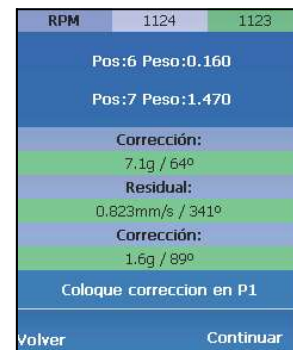 RPM 1124 1123
Pos:6 Peso:0.160
Pos:7 Peso:1.470
Corrección:
7.1g / 64º
Residual:
0.823mm/s / 341º
Corrección:
1.6g / 89º
Coloque correccion en P1
Volver Continuar